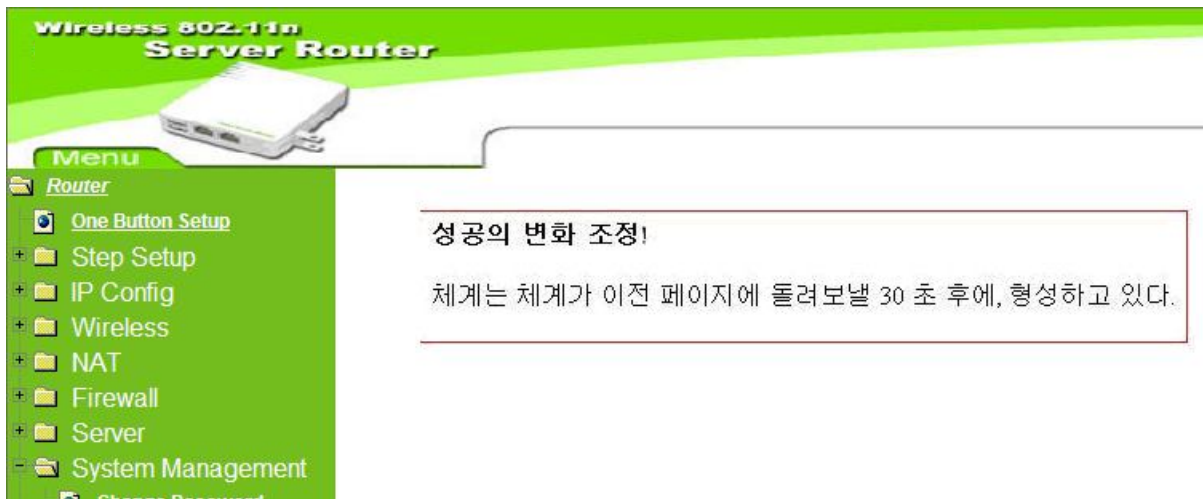 Wireless 802.11n
Server Router
Menu
Router
One Button Setup
Step Setup
IP Config
Wireless
NAT
Firewall
Server
System Management
Change Password
성공의 변화 조정!
체계는 체계가 이전 페이지에 돌려보낼 30 초 후에, 형성하고 있다.